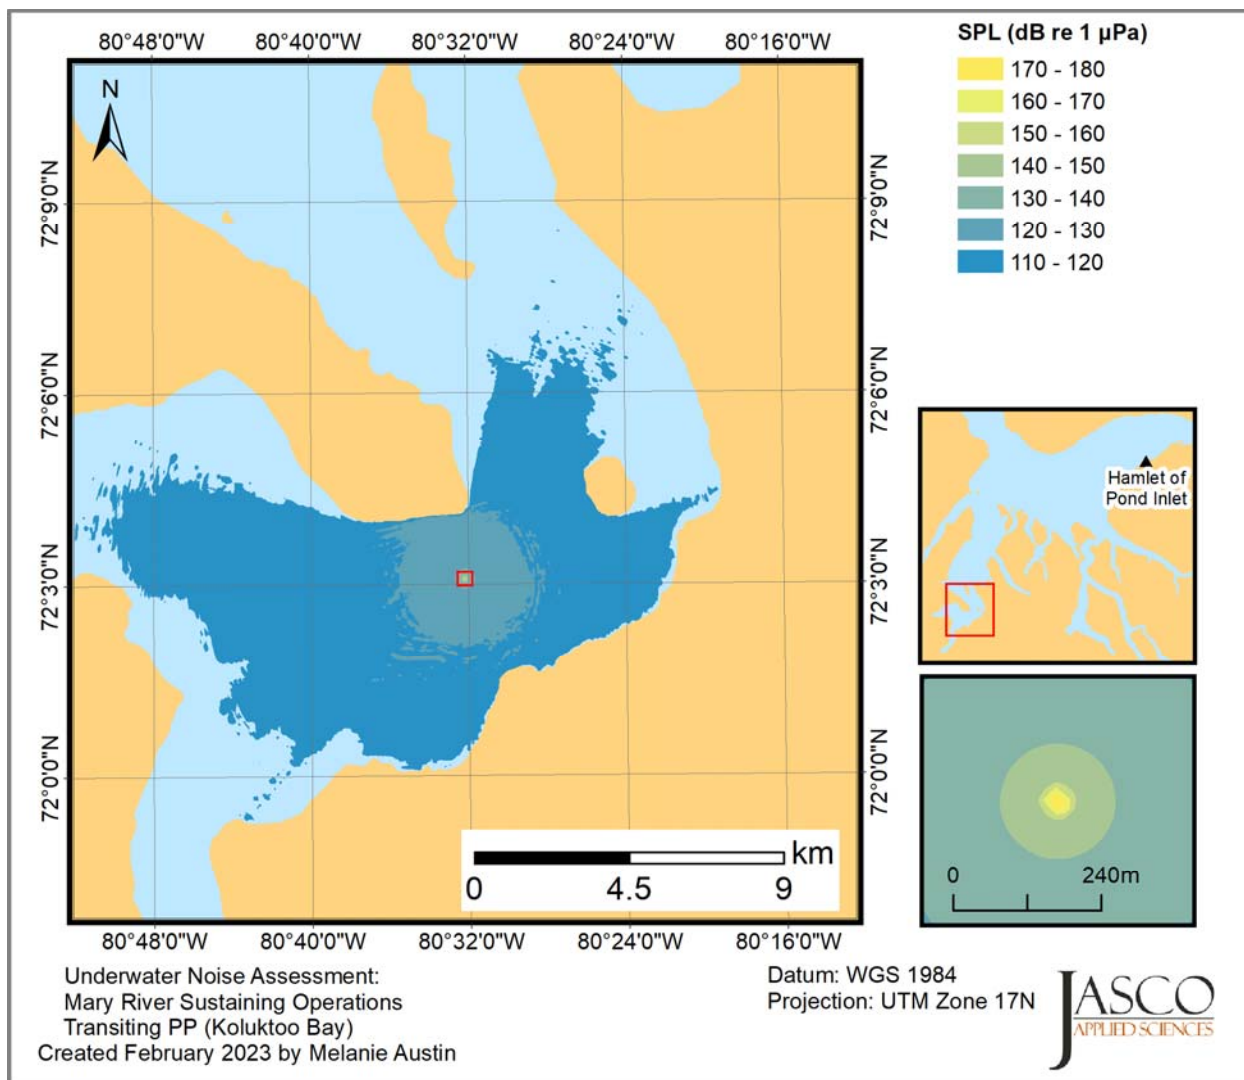 80°48'0"W 80°40'0"W 80°32'0"W 80°24'0"W 80°16'0"W
N
72°9'0"N
72°6'0"N
72°3'0"N
72°0'0"N
72°9'0"N
72°6'0"N
72°3'0"N
72°0'0"N
km
0 4.5 9
80°48'0"W 80°40'0"W 80°32'0"W 80°24'0"W 80°16'0"W
SPL (dB re 1 µPa)
170 - 180
160 - 170
150 - 160
140 - 150
130 - 140
120 - 130
110 - 120
Hamlet of
Pond Inlet
0 240m
Underwater Noise Assessment:
Mary River Sustaining Operations
Transiting PP (Koluktoo Bay)
Created February 2023 by Melanie Austin
Datum: WGS 1984
Projection: UTM Zone 17N
JASCO
APPLIED SCIENCES